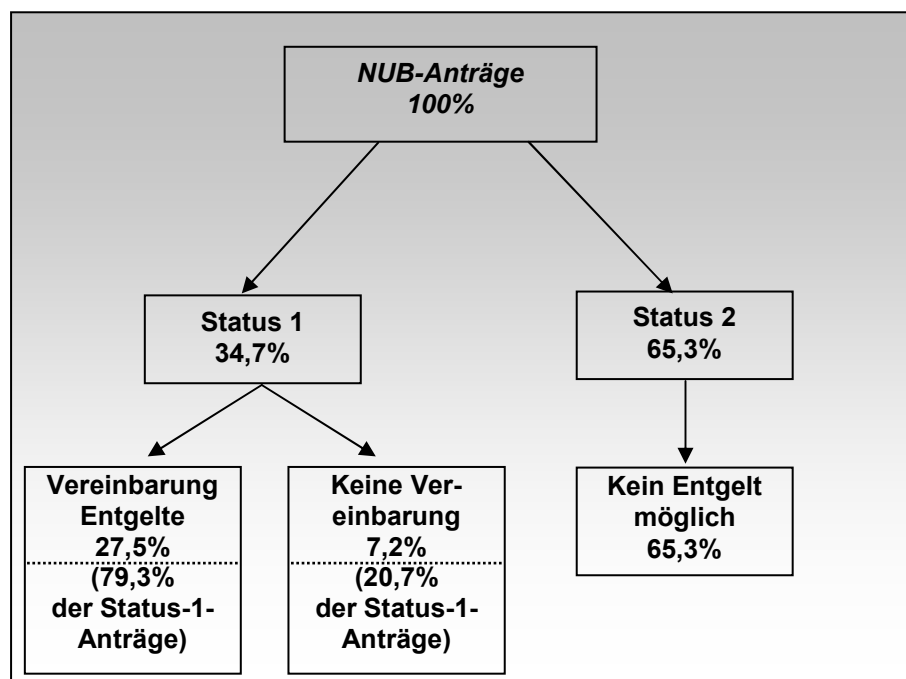 NUB-Anträge
100%
Status 1
34,7%
Status 2
65,3%
Vereinbarung
Entgelte
27,5%
(79,3%
der Status-1-
Anträge)
Keine Ver-
einbarung
7,2%
(20,7%
der Status-1-
Anträge)
Kein Entgelt
möglich
65,3%